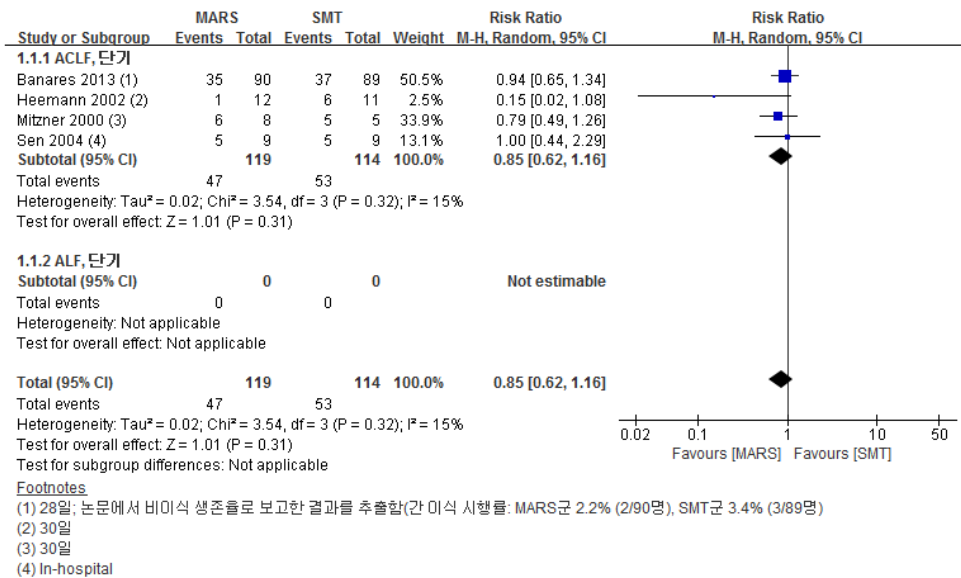 MARS SMT Risk Ratio Risk Ratio
Study or Subgroup Events Total Events Total Weight M-H, Random, 95% CI M-H, Random, 95% CI
1.1.1 ACLF, 단기
Banares 2013 (1) 35 90 37 89 50.5% 0.94 [0.65, 1.34]
Heemann 2002 (2) 1 12 6 11 2.5% 0.15 [0.02, 1.08]
Mitzner 2000 (3) 6 8 5 5 33.9% 0.79 [0.49, 1.26]
Sen 2004 (4) 5 9 5 9 13.1% 1.00 [0.44, 2.29]
Subtotal (95% CI) 119 114 100.0% 0.85 [0.62, 1.16]
Total events 47 53
Heterogeneity: Tau² = 0.02; Chi² = 3.54, df = 3 (P = 0.32); I² = 15%
Test for overall effect: Z = 1.01 (P = 0.31)
1.1.2 ALF, 단기
Subtotal (95% CI) 0 0 Not estimable
Total events 0 0
Heterogeneity: Not applicable
Test for overall effect: Not applicable
Total (95% CI) 119 114 100.0% 0.85 [0.62, 1.16]
Total events 47 53
Heterogeneity: Tau² = 0.02; Chi² = 3.54, df = 3 (P = 0.32); I² = 15%
Test for overall effect: Z = 1.01 (P = 0.31)
Test for subgroup differences: Not applicable
0.02 0.1 1 10 50
Favours [MARS] Favours [SMT]
Footnotes
(1) 28일; 논문에서 비이식 생존율로 보고한 결과를 추출함(간 이식 시행률: MARS군 2.2% (2/90명), SMT군 3.4% (3/89명)
(2) 30일
(3) 30일
(4) In-hospital